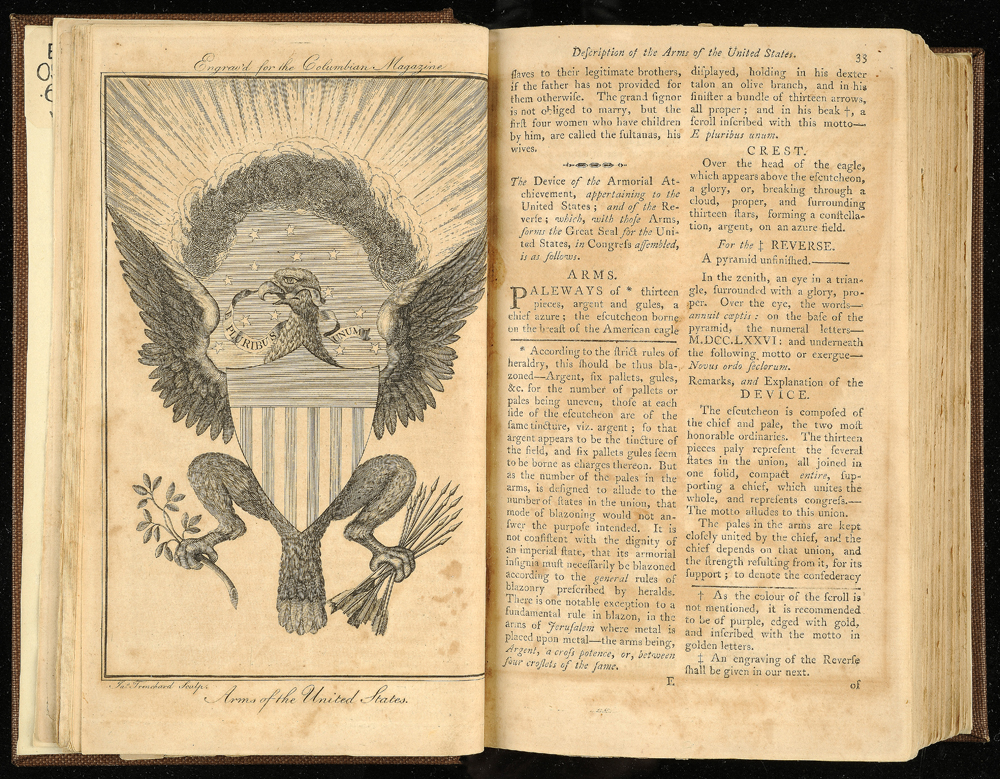 Engrav'd for the Columbian Magazine
E PLURIBUS UNUM
Jas. Trenchard Sculpt.
Arms of the United States.
Deſcription of the Arms of the United States.
33
ſlaves to their legitimate brothers,
if the father has not provided for
them otherwiſe. The grand ſignor
is not obliged to marry, but the
firſt four women who have children
by him, are called the ſultanas, his
wives.
The Device of the Armorial At-
chievement, appertaining to the
United States; and of the Re-
verſe; which, with thoſe Arms,
forms the Great Seal for the Uni-
ted States, in Congreſs aſſembled,
is as follows.
ARMS.
PALEWAYS of * thirteen
pieces, argent and gules, a
chief azure; the eſcutcheon borne
on the breaſt of the American eagle
* According to the ſtrict rules of
heraldry, this ſhould be thus bla-
zoned—Argent, ſix pallets, gules,
&c. for the number of pallets or
pales being uneven, thoſe at each
ſide of the eſcutcheon are of the
ſame tincture, viz. argent; ſo that
argent appears to be the tincture of
the field, and ſix pallets gules ſeem
to be borne as charges thereon. But
as the number of the pales in the
arms, is deſigned to allude to the
number of ſtates in the union, that
mode of blazoning would not an-
ſwer the purpoſe intended. It is
not conſiſtent with the dignity of
an imperial ſtate, that its armorial
inſignia muſt neceſſarily be blazoned
according to the general rules of
blazonry preſcribed by heralds.
There is one notable exception to a
fundamental rule in blazon, in the
arms of Jeruſalem where metal is
placed upon metal—the arms being,
Argent, a croſs potence, or, between
four croſlets of the ſame.
E
diſplayed, holding in his dexter
talon an olive branch, and in his
ſiniſter a bundle of thirteen arrows,
all proper; and in his beak †, a
ſcroll inſcribed with this motto—
E pluribus unum.
CREST.
Over the head of the eagle,
which appears above the eſcutcheon,
a glory, or, breaking through a
cloud, proper, and ſurrounding
thirteen ſtars, forming a conſtella-
tion, argent, on an azure field.
For the ‡ REVERSE.
A pyramid unfiniſhed.——
In the zenith, an eye in a trian-
gle, ſurrounded with a glory, pro-
per. Over the eye, the words—
annuit cœptis: on the baſe of the
pyramid, the numeral letters—
M.DCC.LXXVI: and underneath
the following motto or exergue—
Novus ordo ſeclorum.
Remarks, and Explanation of the
DEVICE.
The eſcutcheon is compoſed of
the chief and pale, the two moſt
honorable ordinaries. The thirteen
pieces paly repreſent the ſeveral
ſtates in the union, all joined in
one ſolid, compact entire, ſup-
porting a chief, which unites the
whole, and repreſents congreſs.—
The motto alludes to this union.
The pales in the arms are kept
cloſely united by the chief, and the
chief depends on that union, and
the ſtrength reſulting from it, for its
ſupport; to denote the confederacy
† As the colour of the ſcroll is
not mentioned, it is recommended
to be of purple, edged with gold,
and inſcribed with the motto in
golden letters.
‡ An engraving of the Reverſe
ſhall be given in our next.
of